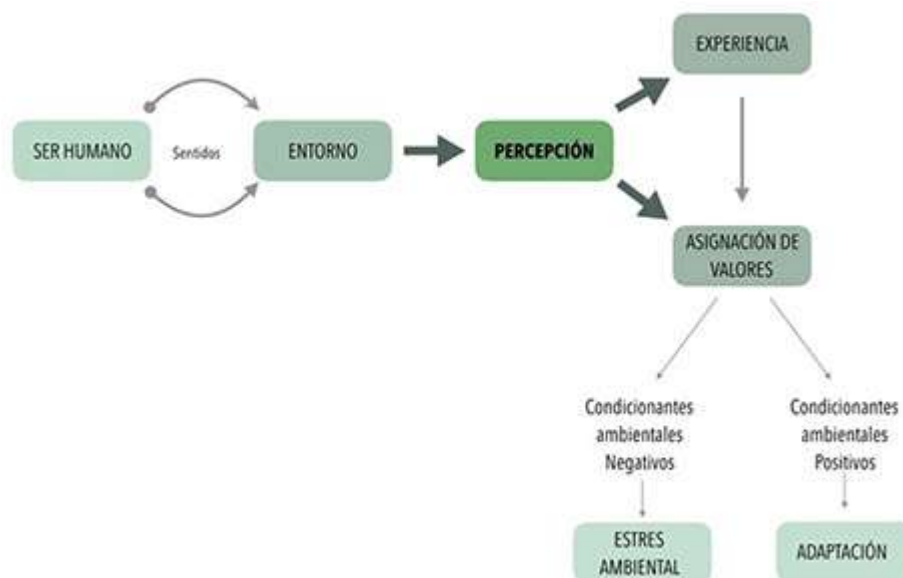 EXPERIENCIA
SER HUMANO
Sentidos
ENTORNO
PERCEPCIÓN
ASIGNACIÓN DE
VALORES
Condicionantes
ambientales
Negativos
Condicionantes
ambientales
Positivos
ESTRES
AMBIENTAL
ADAPTACIÓN